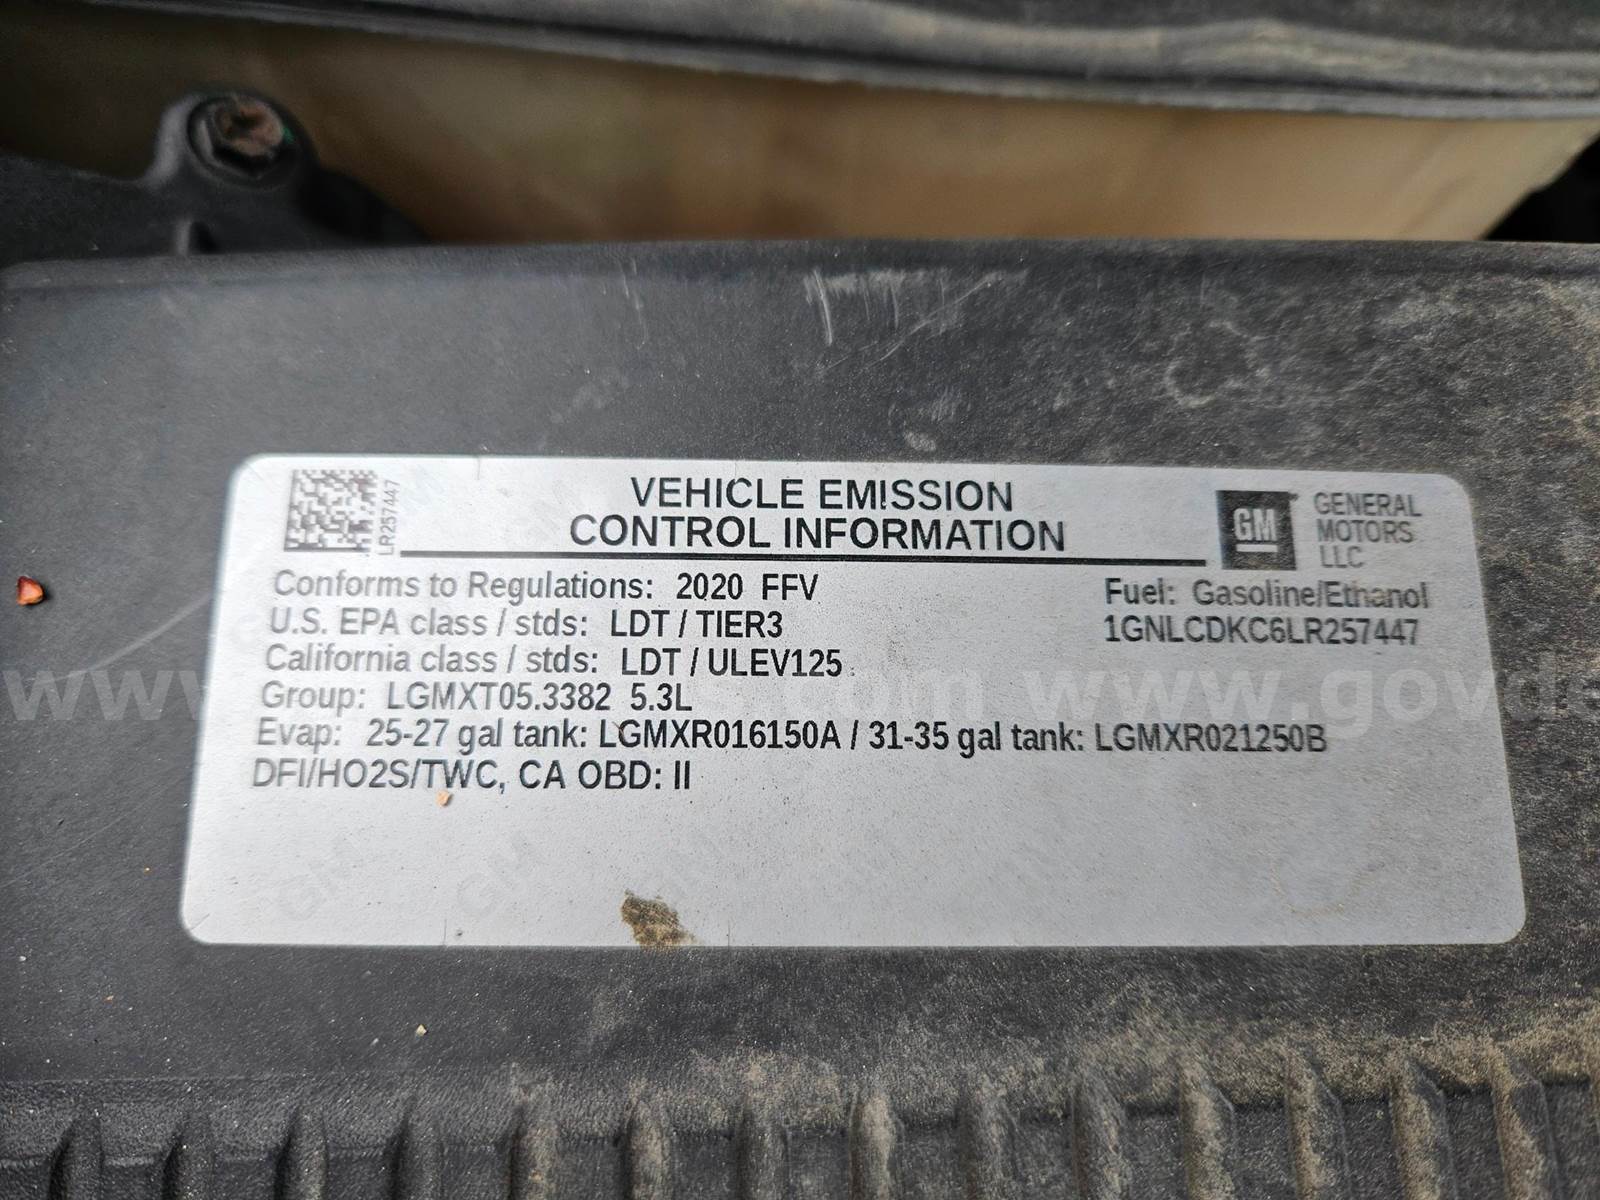 LR257447
VEHICLE EMISSION
CONTROL INFORMATION
GM
GENERAL
MOTORS
LLC
Conforms to Regulations: 2020 FFV
Fuel: Gasoline/Ethanol
U.S. EPA class / stds: LDT / TIER3
1GNLCDKC6LR257447
California class / stds: LDT / ULEV125
Group: LGMXT05.3382 5.3L
Evap: 25-27 gal tank: LGMXR016150A / 31-35 gal tank: LGMXR021250B
DFI/HO2S/TWC, CA OBD: II